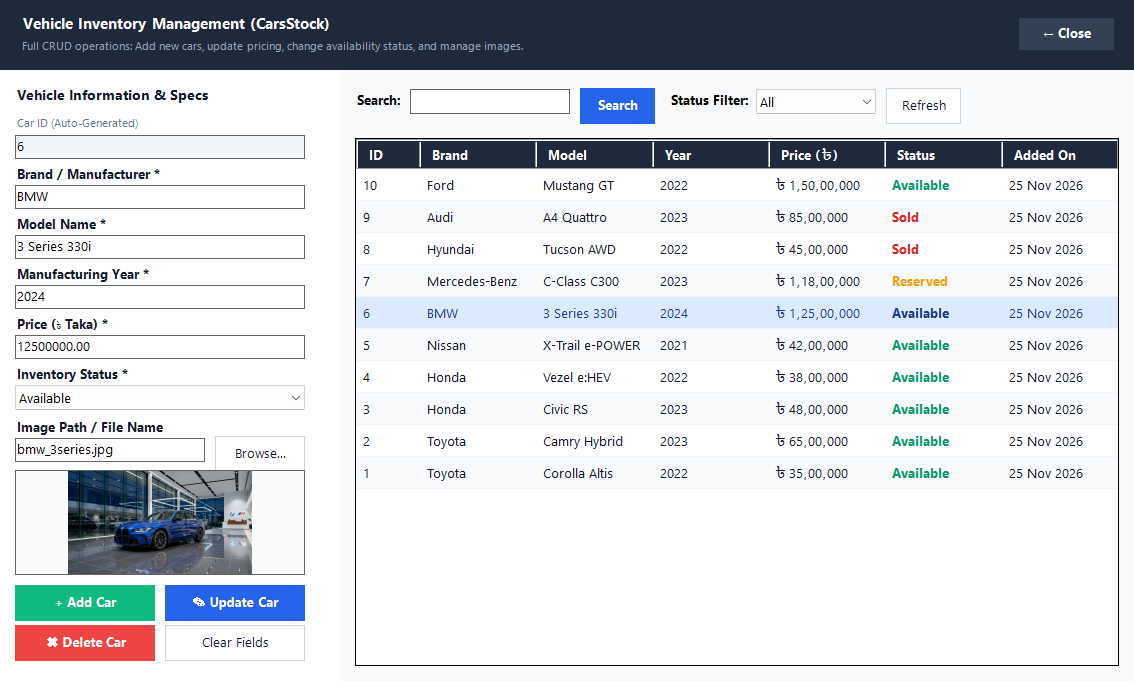 Vehicle Inventory Management (CarsStock)
Full CRUD operations: Add new cars, update pricing, change availability status, and manage images.
← Close
Vehicle Information & Specs
Car ID (Auto-Generated)
6
Brand / Manufacturer *
BMW
Model Name *
3 Series 330i
Manufacturing Year *
2024
Price (৳ Taka) *
12500000.00
Inventory Status *
Available
Image Path / File Name
bmw_3series.jpg
Browse...
+ Add Car
✎ Update Car
✖ Delete Car
Clear Fields
Search:
Search
Status Filter:
All
Refresh
ID Brand Model Year Price (৳) Status Added On
10 Ford Mustang GT 2022 ৳ 1,50,00,000 Available 25 Nov 2026
9 Audi A4 Quattro 2023 ৳ 85,00,000 Sold 25 Nov 2026
8 Hyundai Tucson AWD 2022 ৳ 45,00,000 Sold 25 Nov 2026
7 Mercedes-Benz C-Class C300 2023 ৳ 1,18,00,000 Reserved 25 Nov 2026
6 BMW 3 Series 330i 2024 ৳ 1,25,00,000 Available 25 Nov 2026
5 Nissan X-Trail e-POWER 2021 ৳ 42,00,000 Available 25 Nov 2026
4 Honda Vezel e:HEV 2022 ৳ 38,00,000 Available 25 Nov 2026
3 Honda Civic RS 2023 ৳ 48,00,000 Available 25 Nov 2026
2 Toyota Camry Hybrid 2023 ৳ 65,00,000 Available 25 Nov 2026
1 Toyota Corolla Altis 2022 ৳ 35,00,000 Available 25 Nov 2026